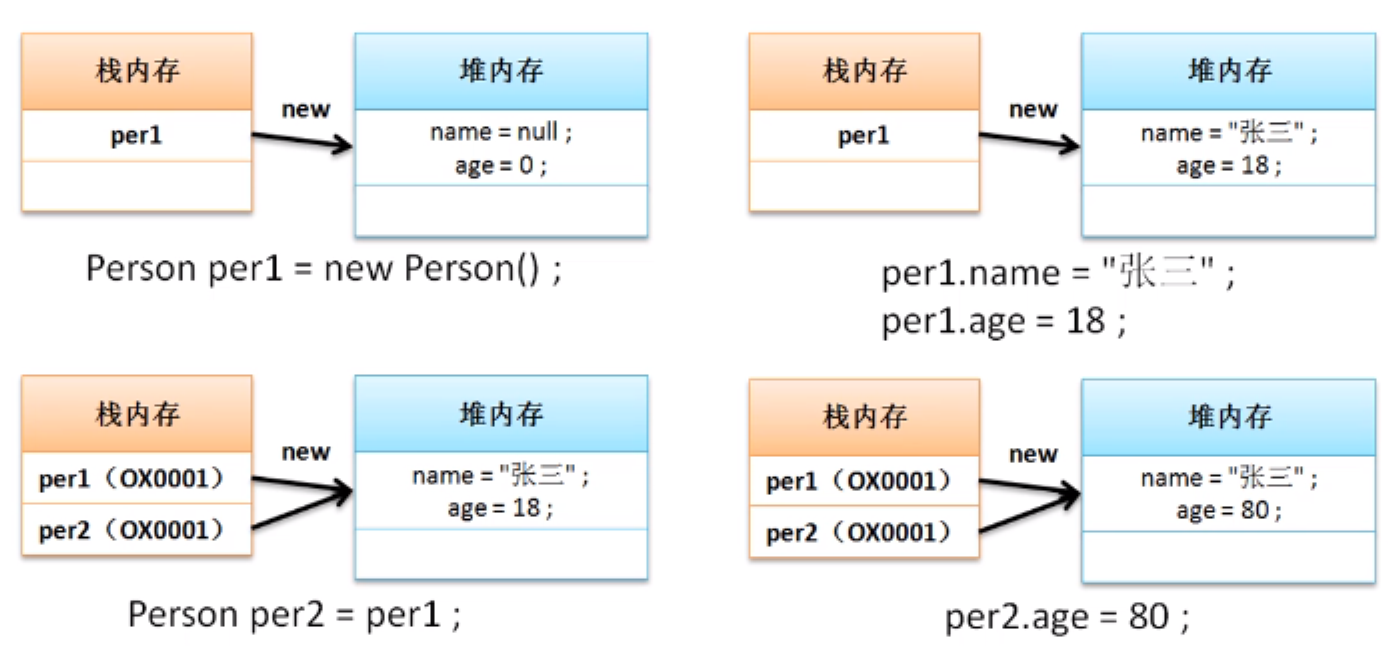 栈内存
堆内存
new
per1
name = null ;
age = 0 ;
Person per1 = new Person() ;
栈内存
堆内存
new
per1
name = "张三" ;
age = 18 ;
per1.name = "张三" ;
per1.age = 18 ;
栈内存
堆内存
new
per1（OX0001）
name = "张三" ;
age = 18 ;
per2（OX0001）
Person per2 = per1 ;
栈内存
堆内存
new
per1（OX0001）
name = "张三" ;
age = 80 ;
per2（OX0001）
per2.age = 80 ;